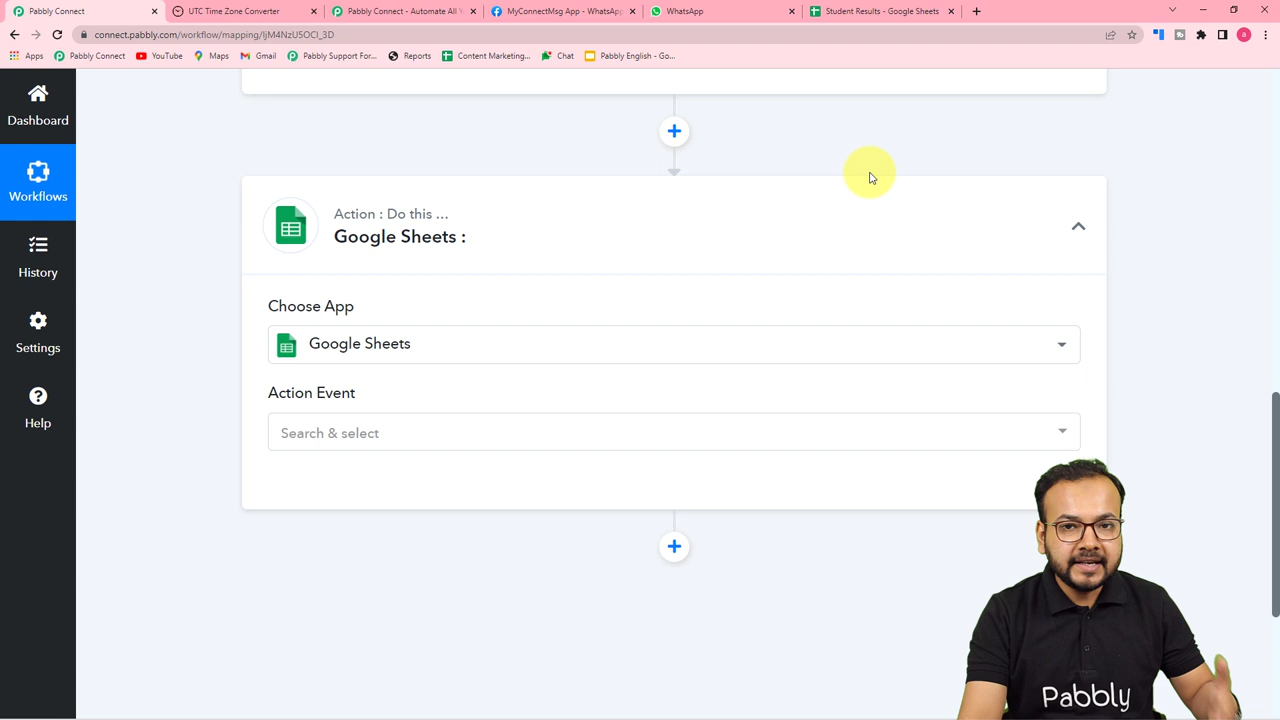 Pabbly Connect
UTC Time Zone Converter
Pabbly Connect - Automate All Y
MyConnectMsg App - WhatsApp
WhatsApp
Student Results - Google Sheets
connect.pabbly.com/workflow/mapping/IjM4NzU5OCI_3D
a
Apps
Pabbly Connect
YouTube
Maps
Gmail
Pabbly Support For...
Reports
Content Marketing...
Chat
Pabbly English - Go...
Dashboard
Workflows
History
Settings
Help
Action : Do this ...
Google Sheets :
Choose App
Google Sheets
Action Event
Search & select
Pabbly